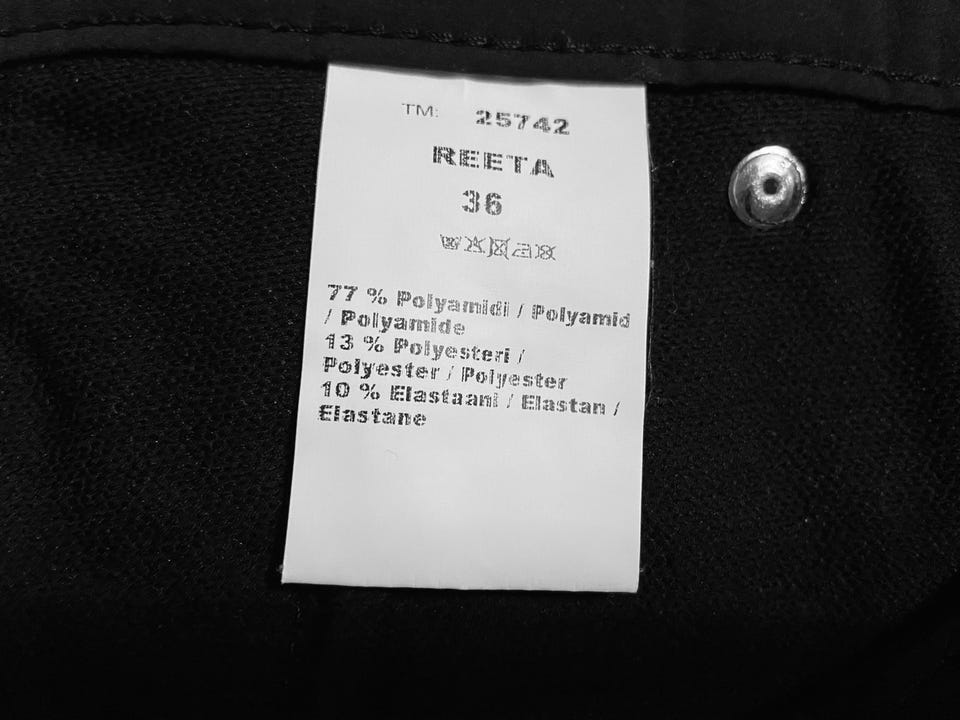 TM: 25742
REETA
36
77 % Polyamidi / Polyamid
/ Polyamide
13 % Polyesteri /
Polyester / Polyester
10 % Elastaani / Elastan /
Elastane